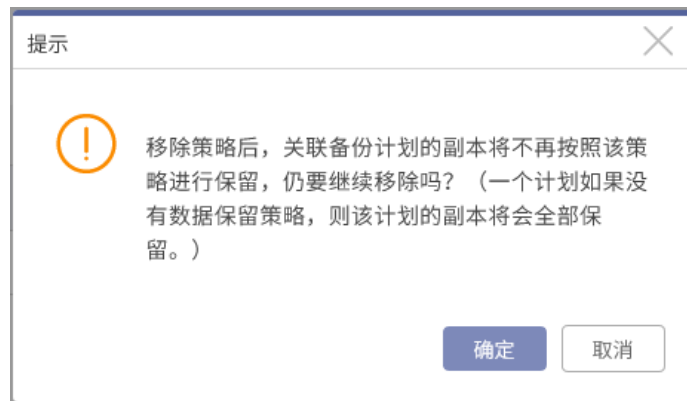 提示
移除策略后，关联备份计划的副本将不再按照该策
略进行保留，仍要继续移除吗？（一个计划如果没
有数据保留策略，则该计划的副本将会全部保
留。）
确定
取消